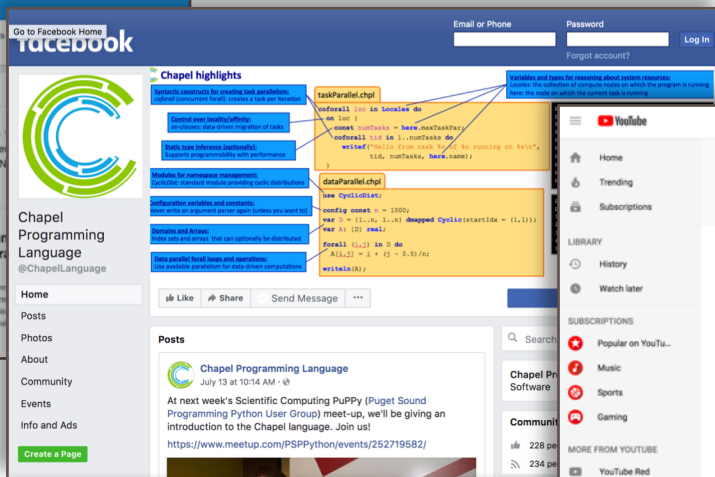 Go to Facebook Home
facebook
Email or Phone
Password
Log In
Forgot account?
Chapel highlights
Syntactic constructs for creating task parallelism:
coforall (concurrent forall): creates a task per iteration
Control over locality/affinity:
on-clauses: data-driven migration of tasks
Static type inference (optionally):
Supports programmability with performance
Modules for namespace management:
CyclicDist: standard module providing cyclic distributions
Configuration variables and constants:
Never write an argument parser again (unless you want to)
Domains and Arrays:
Index sets and arrays that can optionally be distributed
Data parallel forall loops and operations:
Use available parallelism for data-driven computations
taskParallel.chpl
coforall loc in Locales do
on loc {
const numTasks = here.maxTaskPar;
coforall tid in 1..numTasks do
writef("Hello from task %n of %n running on %s\n",
tid, numTasks, here.name);
}
dataParallel.chpl
use CyclicDist;
config const n = 1000;
var D = {1..n, 1..n} dmapped Cyclic(startIdx = (1,1));
var A: [D] real;
forall (i,j) in D do
A[i,j] = i + (j - 0.5)/n;
writeln(A);
Variables and types for reasoning about system resources:
Locales: the collection of compute nodes on which the program is running
here: the node on which the current task is running
Chapel
Programming
Language
@ChapelLanguage
Home
Posts
Photos
About
Community
Events
Info and Ads
Create a Page
Like
Share
Send Message
Posts
Chapel Programming Language
July 13 at 10:14 AM ·
At next week's Scientific Computing PuPPy (Puget Sound
Programming Python User Group) meet-up, we'll be giving an
introduction to the Chapel language. Join us!
https://www.meetup.com/PSPPython/events/252719582/
Search
Chapel Pr
Software
Communit
228 pe
234 pe
YouTube
Home
Trending
Subscriptions
LIBRARY
History
Watch later
SUBSCRIPTIONS
Popular on YouTu...
Music
Sports
Gaming
MORE FROM YOUTUBE
YouTube Red